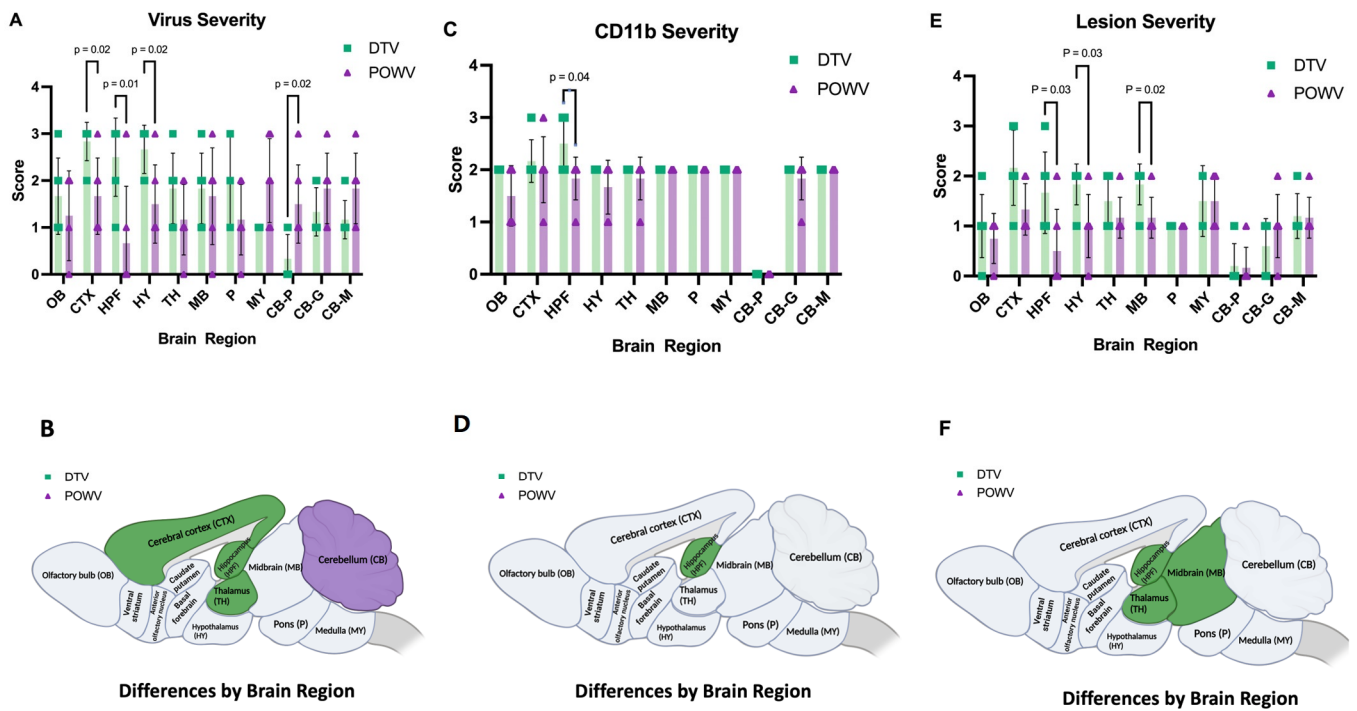 A
Virus Severity
DTV
POWV
p = 0.02
p = 0.02
p = 0.01
p = 0.02
4
3
2
1
0
Score
OB
CTX
HPF
HY
TH
MB
P
MY
CB-P
CB-G
CB-M
Brain Region
C
CD11b Severity
DTV
POWV
p = 0.04
4
3
2
1
0
Score
OB
CTX
HPF
HY
TH
MB
P
MY
CB-P
CB-G
CB-M
Brain Region
E
Lesion Severity
DTV
POWV
P = 0.03
P = 0.03
P = 0.02
4
3
2
1
0
Score
OB
CTX
HPF
HY
TH
MB
P
MY
CB-P
CB-G
CB-M
Brain Region
B
DTV
POWV
Cerebral cortex (CTX)
Olfactory bulb (OB)
Hippocampus
(HPF)
Midbrain (MB)
Cerebellum (CB)
Caudate
putamen
Thalamus
(TH)
Ventral
striatum
Anterior
olfactory nucleus
Basal
forebrain
Hypothalamus
(HY)
Pons (P)
Medulla (MY)
Differences by Brain Region
D
DTV
POWV
Cerebral cortex (CTX)
Olfactory bulb (OB)
Hippocampus
(HPF)
Midbrain (MB)
Cerebellum (CB)
Caudate
putamen
Thalamus
(TH)
Ventral
striatum
Anterior
olfactory nucleus
Basal
forebrain
Hypothalamus
(HY)
Pons (P)
Medulla (MY)
Differences by Brain Region
F
DTV
POWV
Cerebral cortex (CTX)
Olfactory bulb (OB)
Hippocampus
(HPF)
Midbrain (MB)
Cerebellum (CB)
Caudate
putamen
Thalamus
(TH)
Ventral
striatum
Anterior
olfactory nucleus
Basal
forebrain
Hypothalamus
(HY)
Pons (P)
Medulla (MY)
Differences by Brain Region